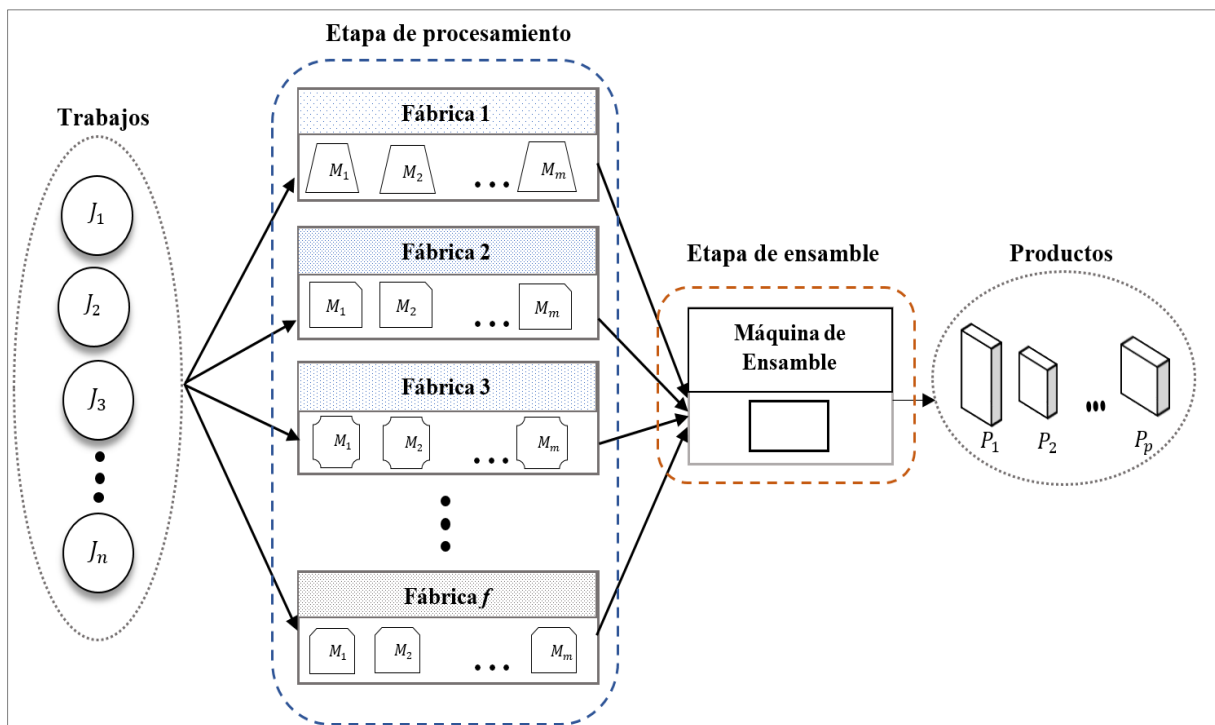 Etapa de procesamiento
Trabajos
J1
J2
J3
Jn
Fábrica 1
M1 M2 ... Mm
Fábrica 2
M1 M2 ... Mm
Fábrica 3
M1 M2 ... Mm
Fábrica f
M1 M2 ... Mm
Etapa de ensamble
Máquina de
Ensamble
Productos
P1 P2 ... Pp